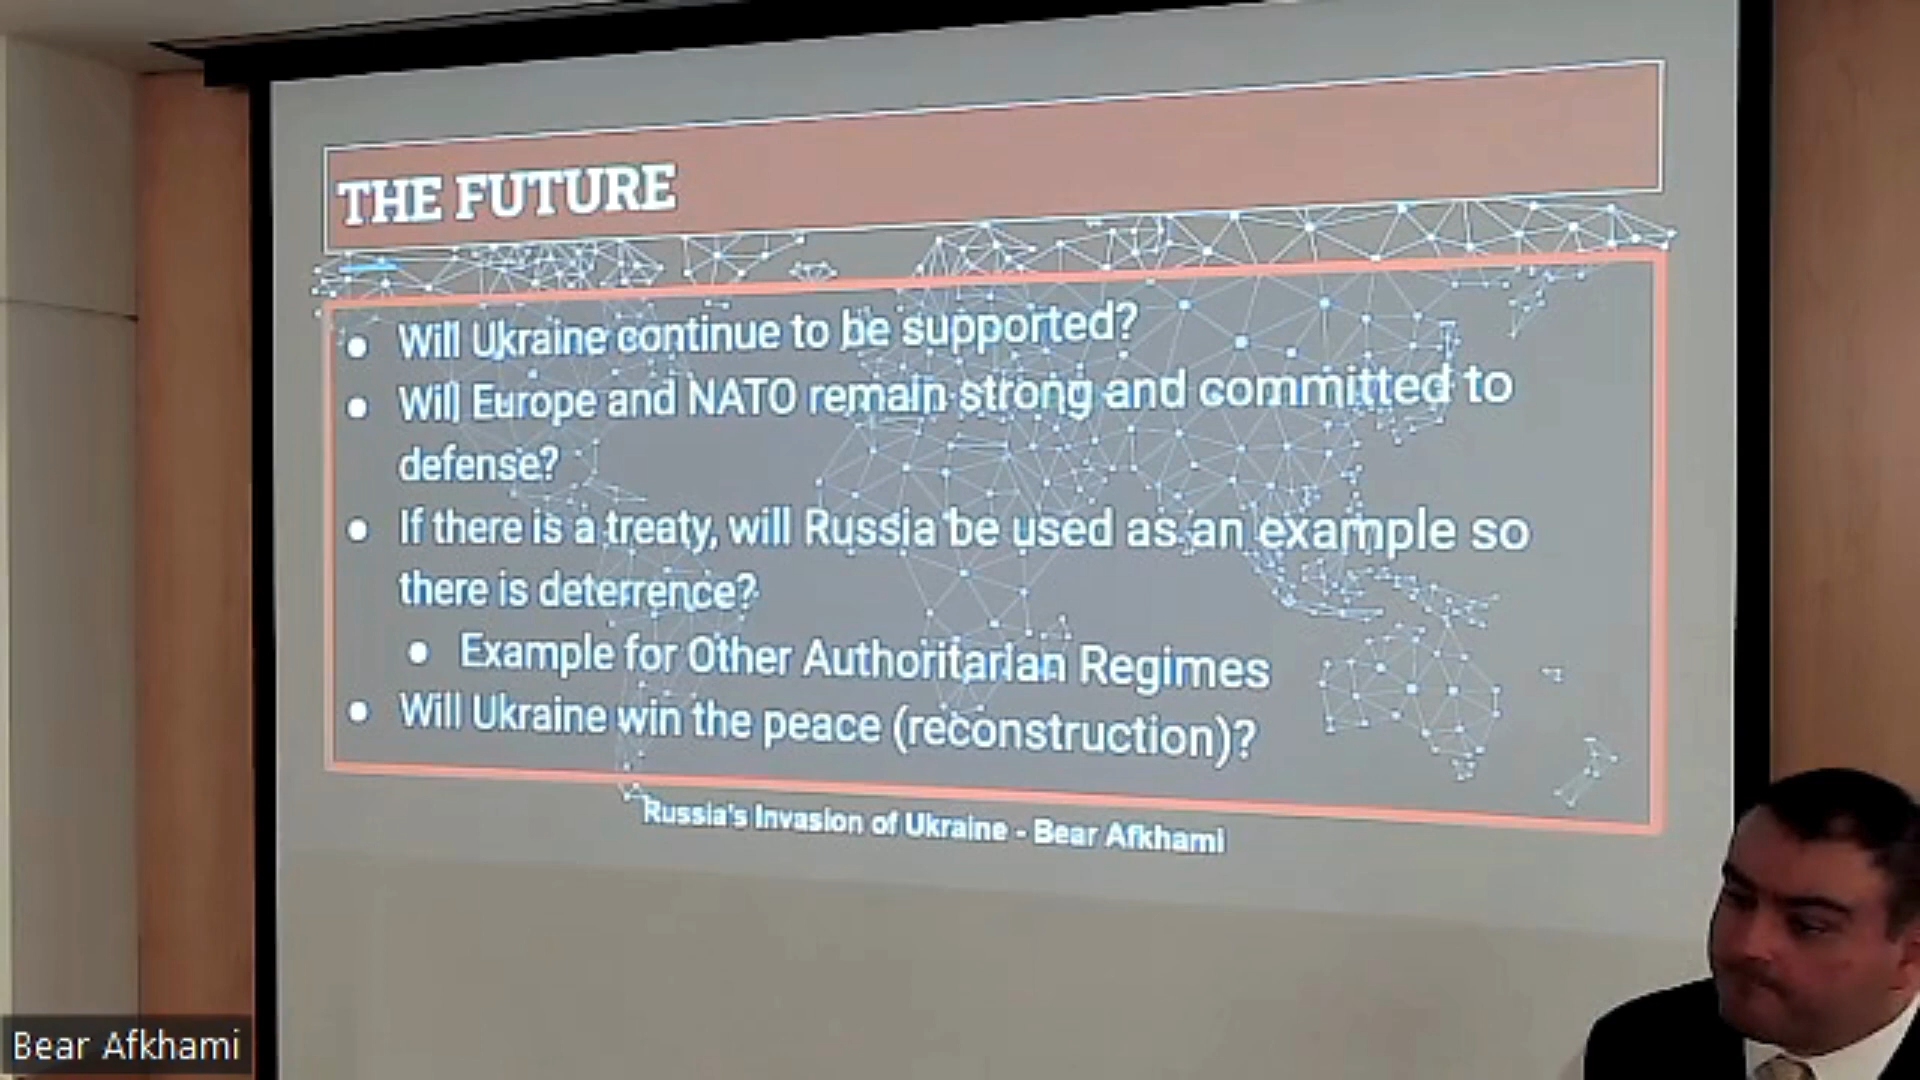 THE FUTURE
Will Ukraine continue to be supported?
Will Europe and NATO remain strong and committed to
defense?
If there is a treaty, will Russia be used as an example so
there is deterrence?
Example for Other Authoritarian Regimes
Will Ukraine win the peace (reconstruction)?
Russia's Invasion of Ukraine - Bear Afkhami
Bear Afkhami